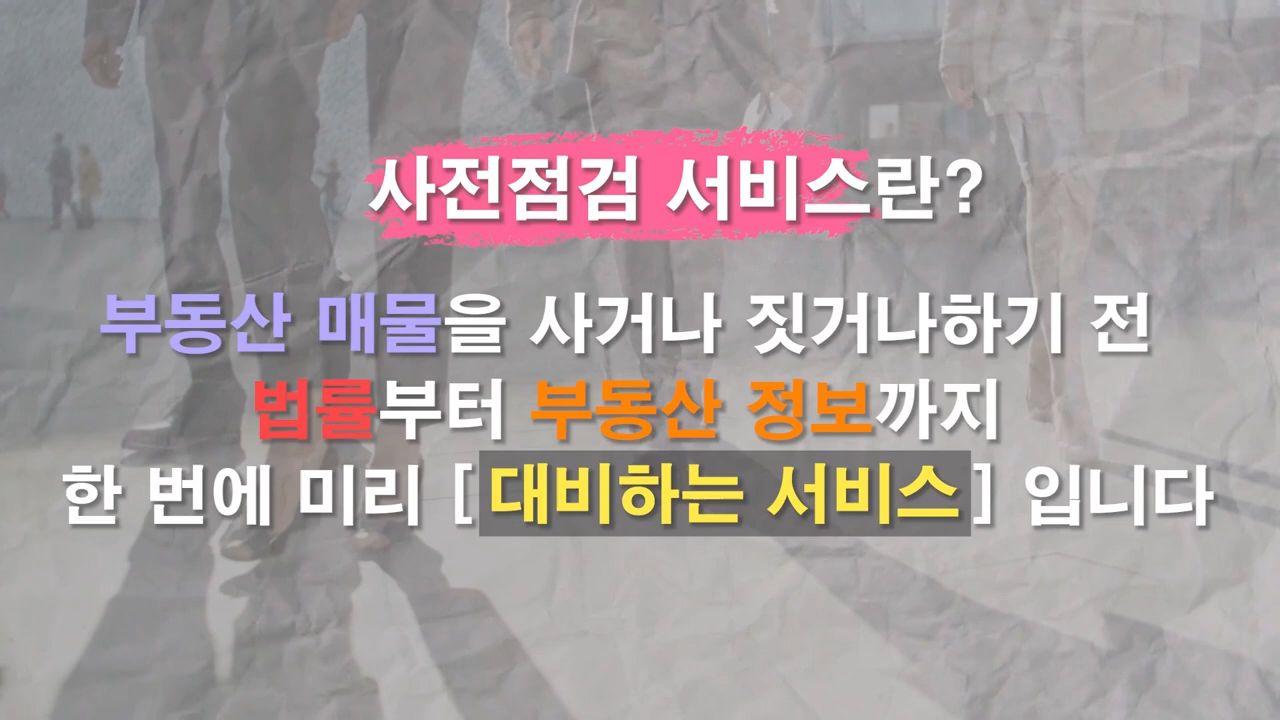 사전점검 서비스란?
부동산 매물을 사거나 짓거나하기 전
법률부터 부동산 정보까지
한 번에 미리 [대비하는 서비스] 입니다